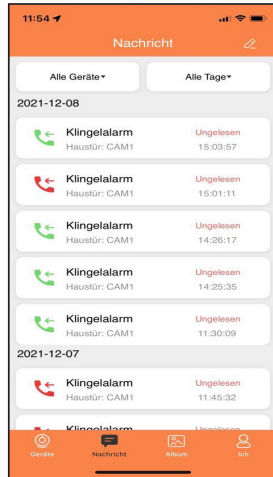 11:54
Nachricht
Alle Geräte
Alle Tage
2021-12-08
Klingelalarm Ungelesen
Haustür: CAM1 15:03:57
Klingelalarm Ungelesen
Haustür: CAM1 15:01:11
Klingelalarm Ungelesen
Haustür: CAM1 14:26:17
Klingelalarm Ungelesen
Haustür: CAM1 14:25:35
Klingelalarm Ungelesen
Haustür: CAM1 11:30:09
2021-12-07
Klingelalarm Ungelesen
Haustür: CAM1 11:45:32
Klingelalarm Ungelesen
Geräte Nachricht Album Ich